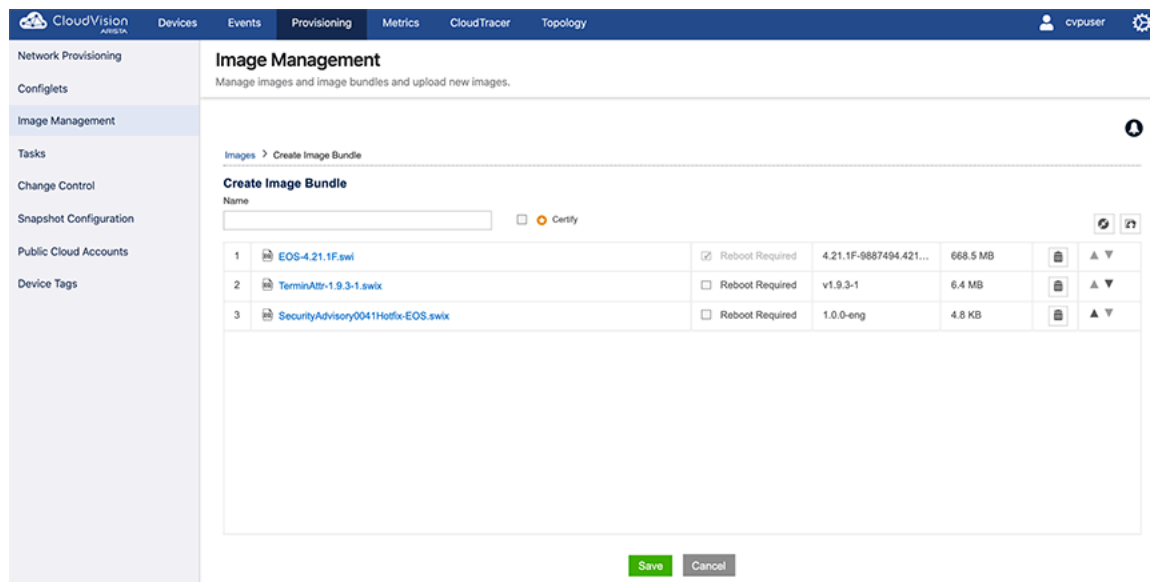 CloudVision
ARISTA
Devices Events Provisioning Metrics CloudTracer Topology cvpuser
Network Provisioning
Configlets
Image Management
Tasks
Change Control
Snapshot Configuration
Public Cloud Accounts
Device Tags
Image Management
Manage images and image bundles and upload new images.
Images > Create Image Bundle
Create Image Bundle
Name
Certify
1 EOS-4.21.1F.swi Reboot Required 4.21.1F-9887494.421... 668.5 MB
2 TerminAttr-1.9.3-1.swix Reboot Required v1.9.3-1 6.4 MB
3 SecurityAdvisory0041Hotfix-EOS.swix Reboot Required 1.0.0-eng 4.8 KB
Save Cancel